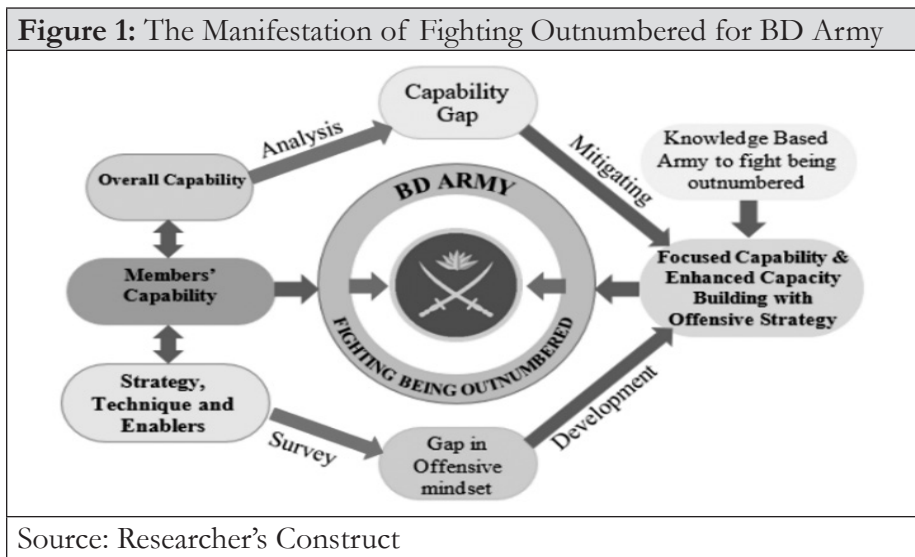 Figure 1: The Manifestation of Fighting Outnumbered for BD Army
Capability
Gap
Analysis
Mitigating
Knowledge Based
Army to fight being
outnumbered
Overall Capability
BD ARMY
Members'
Capability
Focused Capability &
Enhanced Capacity
Building with
Offensive Strategy
FIGHTING BEING OUTNUMBERED
Strategy,
Technique and
Enablers
Survey
Gap in
Offensive
mindset
Development
Source: Researcher's Construct